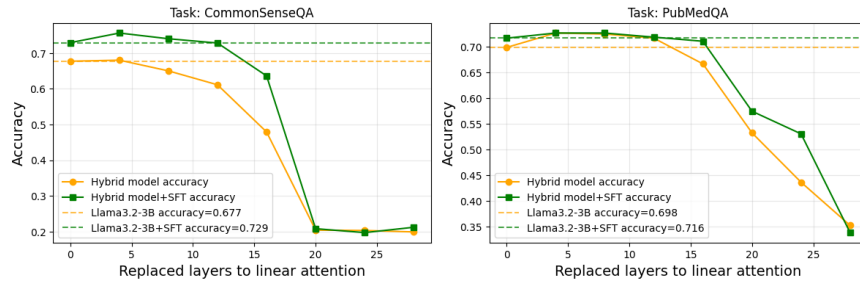 Task: CommonSenseQA
Accuracy
0.7
0.6
0.5
0.4
0.3
0.2
Hybrid model accuracy
Hybrid model+SFT accuracy
Llama3.2-3B accuracy=0.677
Llama3.2-3B+SFT accuracy=0.729
0 5 10 15 20 25
Replaced layers to linear attention
Task: PubMedQA
Accuracy
0.70
0.65
0.60
0.55
0.50
0.45
0.40
0.35
Hybrid model accuracy
Hybrid model+SFT accuracy
Llama3.2-3B accuracy=0.698
Llama3.2-3B+SFT accuracy=0.716
0 5 10 15 20 25
Replaced layers to linear attention